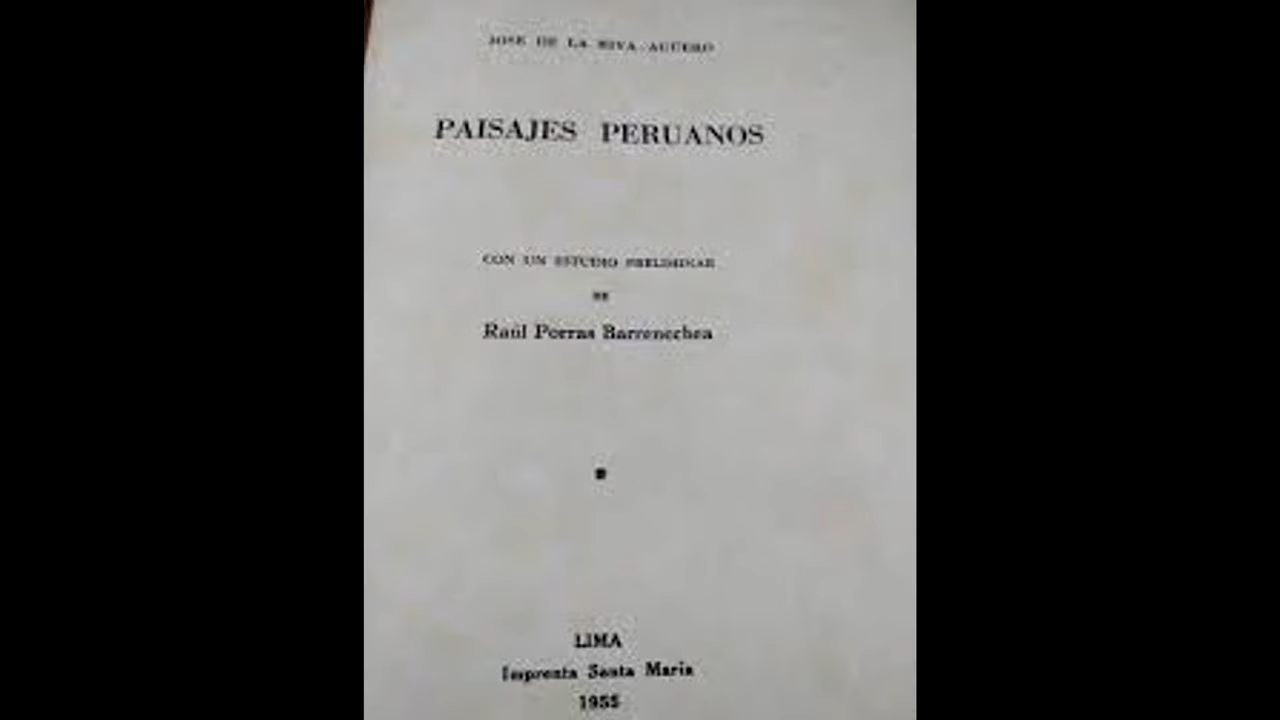 JOSE DE LA RIVA-AGÜERO
PAISAJES PERUANOS
CON UN ESTUDIO PRELIMINAR
DE
Raúl Porras Barrenechea
LIMA
Imprenta Santa María
1955